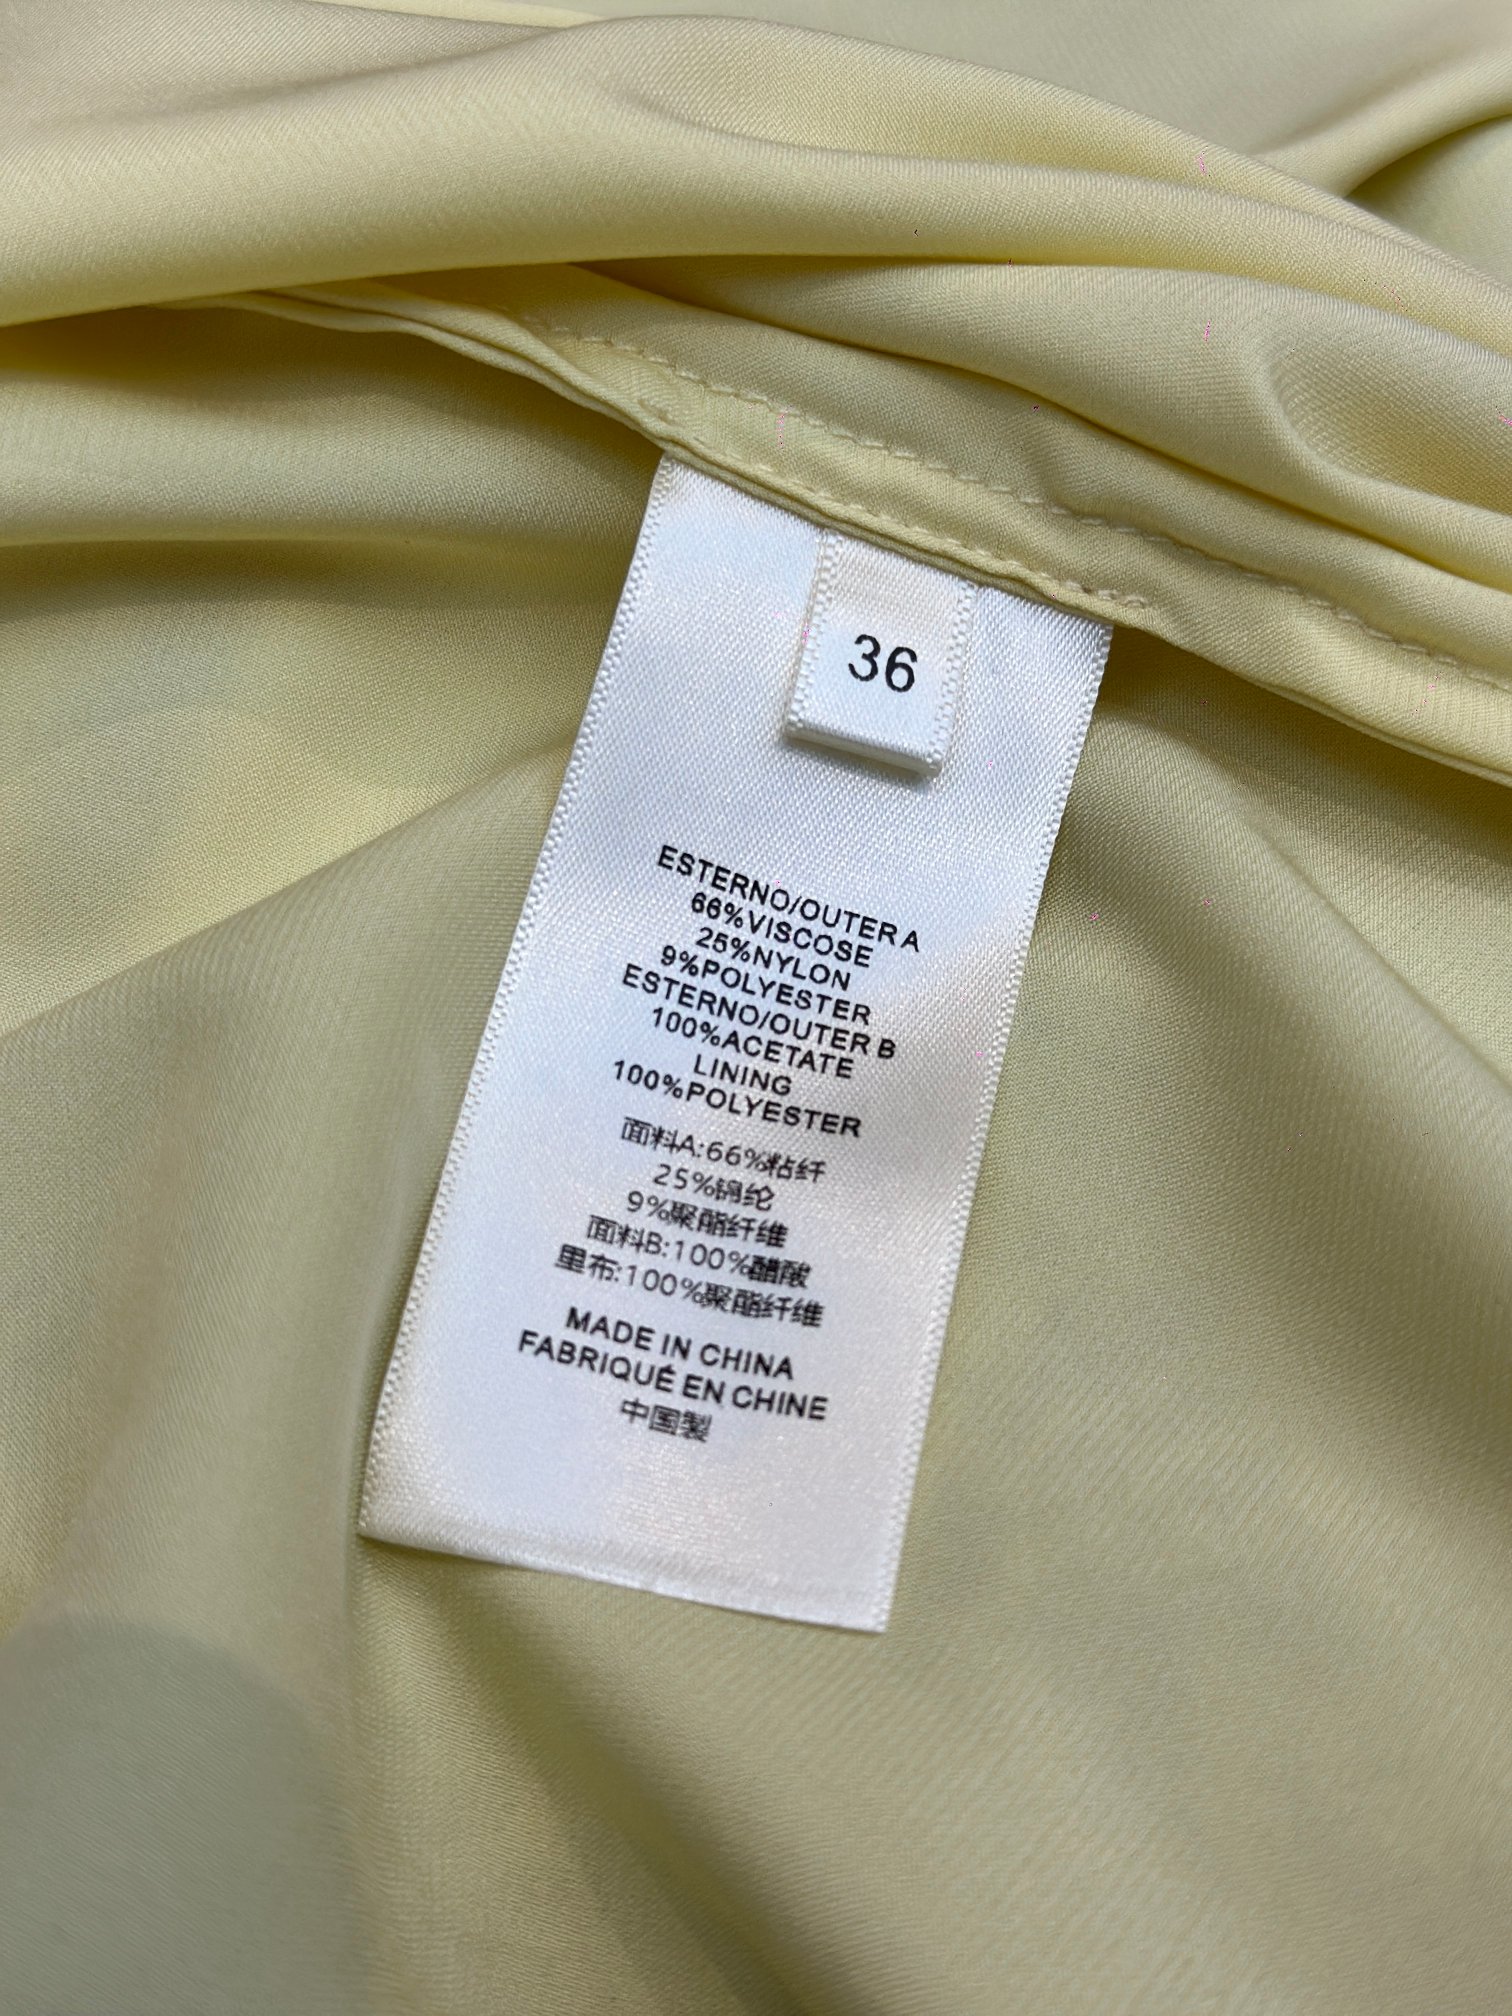 36
ESTERNO/OUTER A
66%VISCOSE
25%NYLON
9%POLYESTER
ESTERNO/OUTER B
100%ACETATE
LINING
100%POLYESTER
面料A:66%粘纤
25%锦纶
9%聚酯纤维
面料B:100%醋酸
里布:100%聚酯纤维
MADE IN CHINA
FABRIQUÉ EN CHINE
中国製